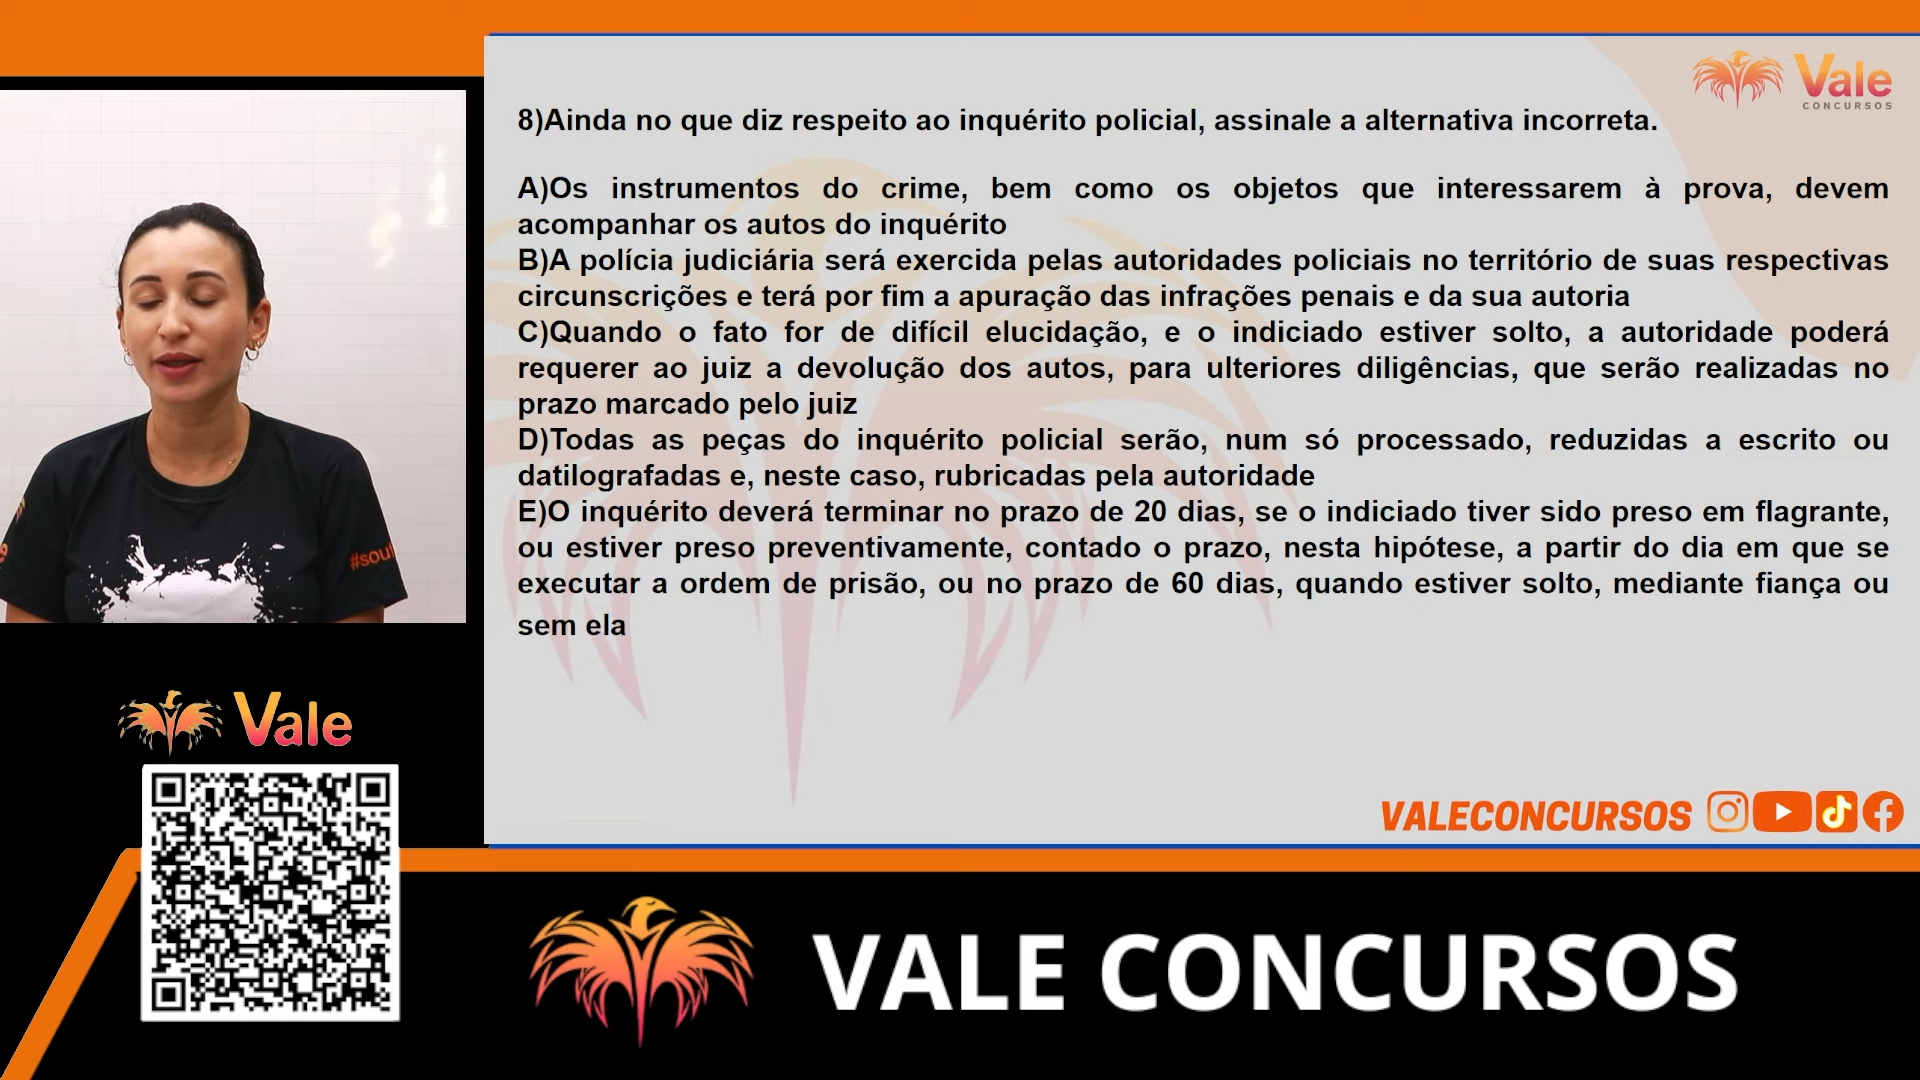 Vale
CONCURSOS
8)Ainda no que diz respeito ao inquérito policial, assinale a alternativa incorreta.
A)Os instrumentos do crime, bem como os objetos que interessarem à prova, devem
acompanhar os autos do inquérito
B)A polícia judiciária será exercida pelas autoridades policiais no território de suas respectivas
circunscrições e terá por fim a apuração das infrações penais e da sua autoria
C)Quando o fato for de difícil elucidação, e o indiciado estiver solto, a autoridade poderá
requerer ao juiz a devolução dos autos, para ulteriores diligências, que serão realizadas no
prazo marcado pelo juiz
D)Todas as peças do inquérito policial serão, num só processado, reduzidas a escrito ou
datilografadas e, neste caso, rubricadas pela autoridade
E)O inquérito deverá terminar no prazo de 20 dias, se o indiciado tiver sido preso em flagrante,
ou estiver preso preventivamente, contado o prazo, nesta hipótese, a partir do dia em que se
executar a ordem de prisão, ou no prazo de 60 dias, quando estiver solto, mediante fiança ou
sem ela
#sou
Vale
VALECONCURSOS
VALE CONCURSOS